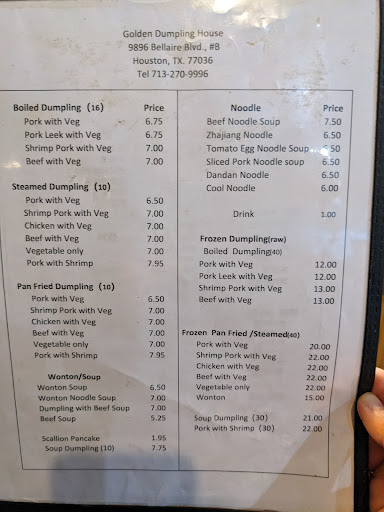 Golden Dumpling House
9896 Bellaire Blvd., #B
Houston, TX. 77036
Tel 713-270-9996
Boiled Dumpling (16) Price
Pork with Veg 6.75
Pork Leek with Veg 6.75
Shrimp Pork with Veg 7.00
Beef with Veg 7.00
Steamed Dumpling (10)
Pork with Veg 6.50
Shrimp Pork with Veg 7.00
Chicken with Veg 7.00
Beef with Veg 7.00
Vegetable only 7.00
Pork with Shrimp 7.95
Pan Fried Dumpling (10)
Pork with Veg 6.50
Shrimp Pork with Veg 7.00
Chicken with Veg 7.00
Beef with Veg 7.00
Vegetable only 7.00
Pork with Shrimp 7.95
Wonton/Soup
Wonton Soup 6.50
Wonton Noodle Soup 7.00
Dumpling with Beef Soup 7.00
Beef Soup 5.25
Scallion Pancake 1.95
Soup Dumpling (10) 7.75
Noodle Price
Beef Noodle Soup 7.50
Zhajiang Noodle 6.50
Tomato Egg Noodle Soup 6.50
Sliced Pork Noodle soup 6.50
Dandan Noodle 6.50
Cool Noodle 6.00
Drink 1.00
Frozen Dumpling(raw)
Boiled Dumpling(40)
Pork with Veg 12.00
Pork Leek with Veg 12.00
Shrimp Pork with Veg 13.00
Beef with Veg 13.00
Frozen Pan Fried /Steamed(40)
Pork with Veg 20.00
Shrimp Pork with Veg 22.00
Chicken with Veg 22.00
Beef with Veg 22.00
Vegetable only 22.00
Wonton 15.00
Soup Dumpling (30) 21.00
Pork with Shrimp (30) 22.00